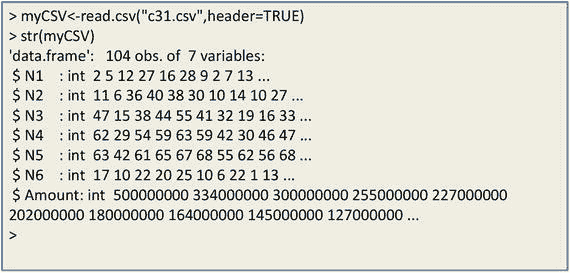 > myCSV<-read.csv("c31.csv",header=TRUE)
> str(myCSV)
'data.frame': 104 obs. of 7 variables:
$ N1 : int 2 5 12 27 16 28 9 2 7 13 ...
$ N2 : int 11 6 36 40 38 30 10 14 10 27 ...
$ N3 : int 47 15 38 44 55 41 32 19 16 33 ...
$ N4 : int 62 29 54 59 63 59 42 30 46 47 ...
$ N5 : int 63 42 61 65 67 68 55 62 56 68 ...
$ N6 : int 17 10 22 20 25 10 6 22 1 13 ...
$ Amount: int 500000000 334000000 300000000 255000000 227000000
202000000 180000000 164000000 145000000 127000000 ...
>